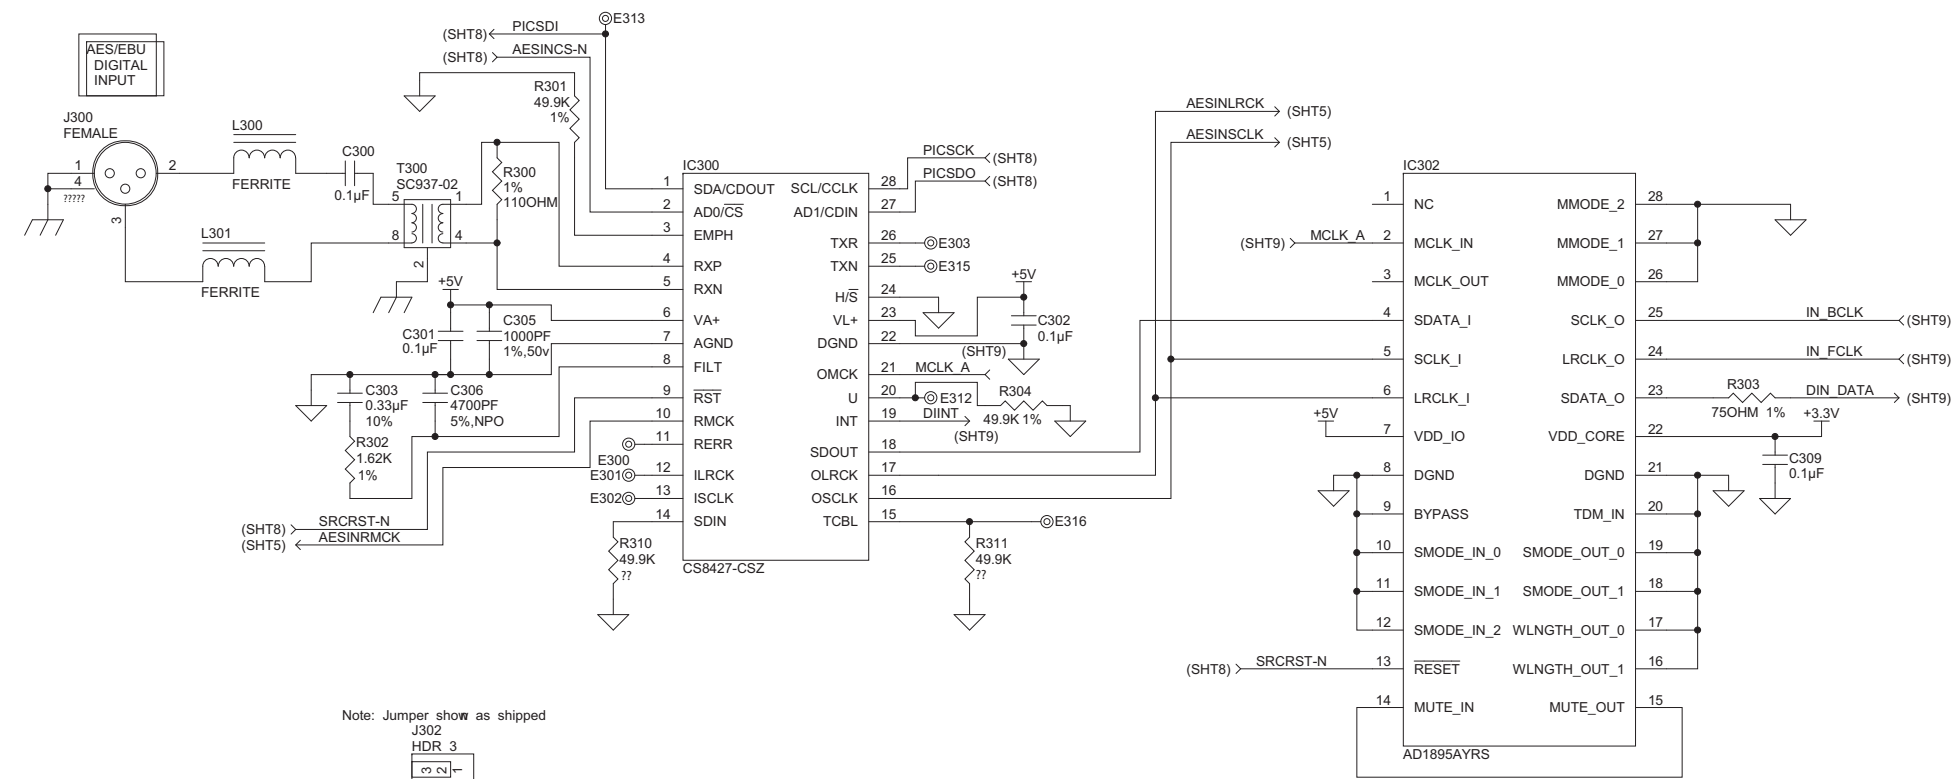 AES/EBU
DIGITAL
INPUT
J300
FEMALE
1
4
?????
2
3
L300
FERRITE
L301
FERRITE
C300
0.1µF
T300
SC937-02
5
1
8
4
2
R300
1%
110OHM
(SHT8)
PICSDI
E313
(SHT8)
AESINCS-N
R301
49.9K
1%
+5V
C301
0.1µF
C305
1000PF
1%,50v
C303
0.33µF
10%
C306
4700PF
5%,NPO
R302
1.62K
1%
(SHT8)
SRCRST-N
(SHT5)
AESINRMCK
E300
E301
E302
R310
49.9K
??
IC300
1 SDA/CDOUT SCL/CCLK 28
2 AD0/CS AD1/CDIN 27
3 EMPH
TXR 26
4 RXP TXN 25
5 RXN
H/S 24
6 VA+ VL+ 23
7 AGND DGND 22
8 FILT
OMCK 21
9 RST U 20
10 RMCK INT 19
11 RERR
SDOUT 18
12 ILRCK OLRCK 17
13 ISCLK OSCLK 16
14 SDIN TCBL 15
CS8427-CSZ
PICSCK
(SHT8)
PICSDO
(SHT8)
E303
E315
+5V
C302
0.1µF
(SHT9)
MCLK_A
E312
R304
49.9K 1%
DIINT
(SHT9)
E316
R311
49.9K
??
AESINLRCK
(SHT5)
AESINSCLK
(SHT5)
IC302
1 NC MMODE_2 28
(SHT9) MCLK_A 2 MCLK_IN MMODE_1 27
3 MCLK_OUT MMODE_0 26
4 SDATA_I SCLK_O 25 IN_BCLK (SHT9)
5 SCLK_I LRCLK_O 24 IN_FCLK (SHT9)
6 LRCLK_I SDATA_O 23 R303 DIN_DATA (SHT9)
75OHM 1%
+5V
+3.3V
7 VDD_IO VDD_CORE 22
C309
0.1µF
8 DGND DGND 21
9 BYPASS TDM_IN 20
10 SMODE_IN_0 SMODE_OUT_0 19
11 SMODE_IN_1 SMODE_OUT_1 18
12 SMODE_IN_2 WLNGTH_OUT_0 17
(SHT8) SRCRST-N 13 RESET WLNGTH_OUT_1 16
14 MUTE_IN MUTE_OUT 15
AD1895AYRS
Note: Jumper show as shipped
J302
HDR 3
3 2 1